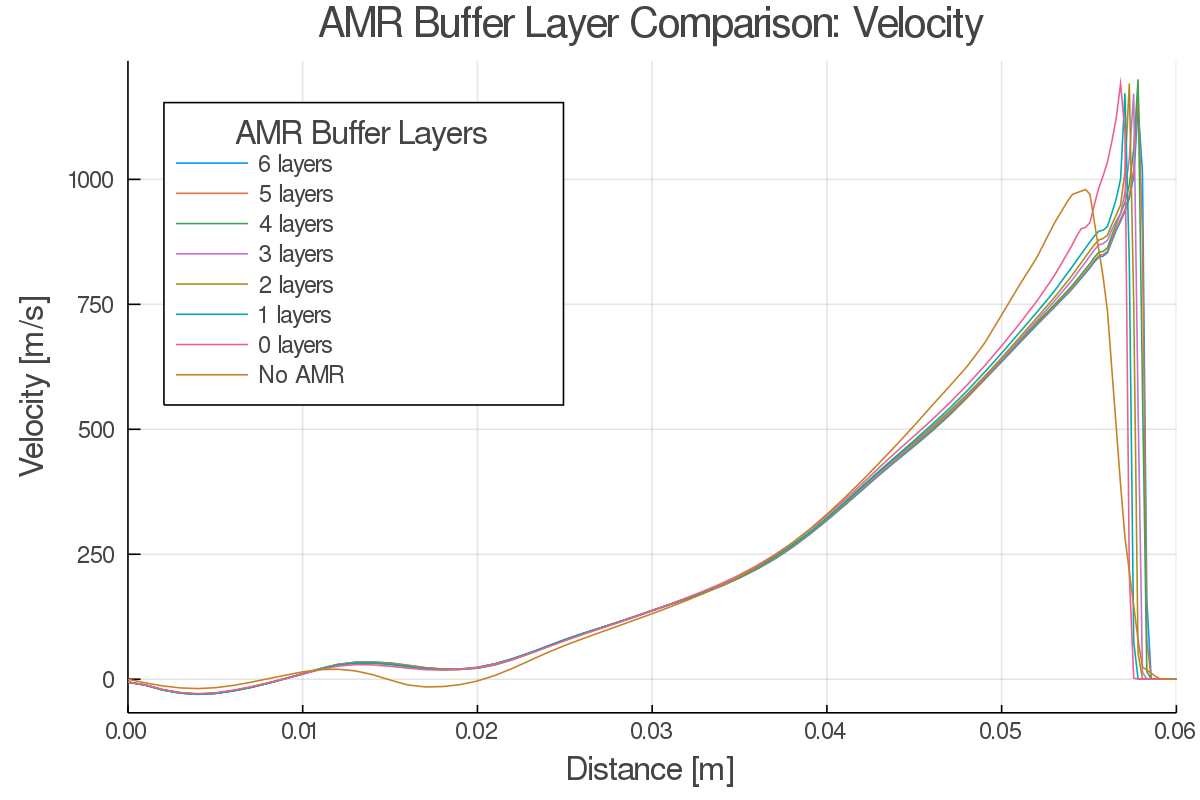 AMR Buffer Layer Comparison: Velocity
AMR Buffer Layers
6 layers
5 layers
4 layers
3 layers
2 layers
1 layers
0 layers
No AMR
Velocity [m/s]
1000
750
500
250
0
0.00 0.01 0.02 0.03 0.04 0.05 0.06
Distance [m]